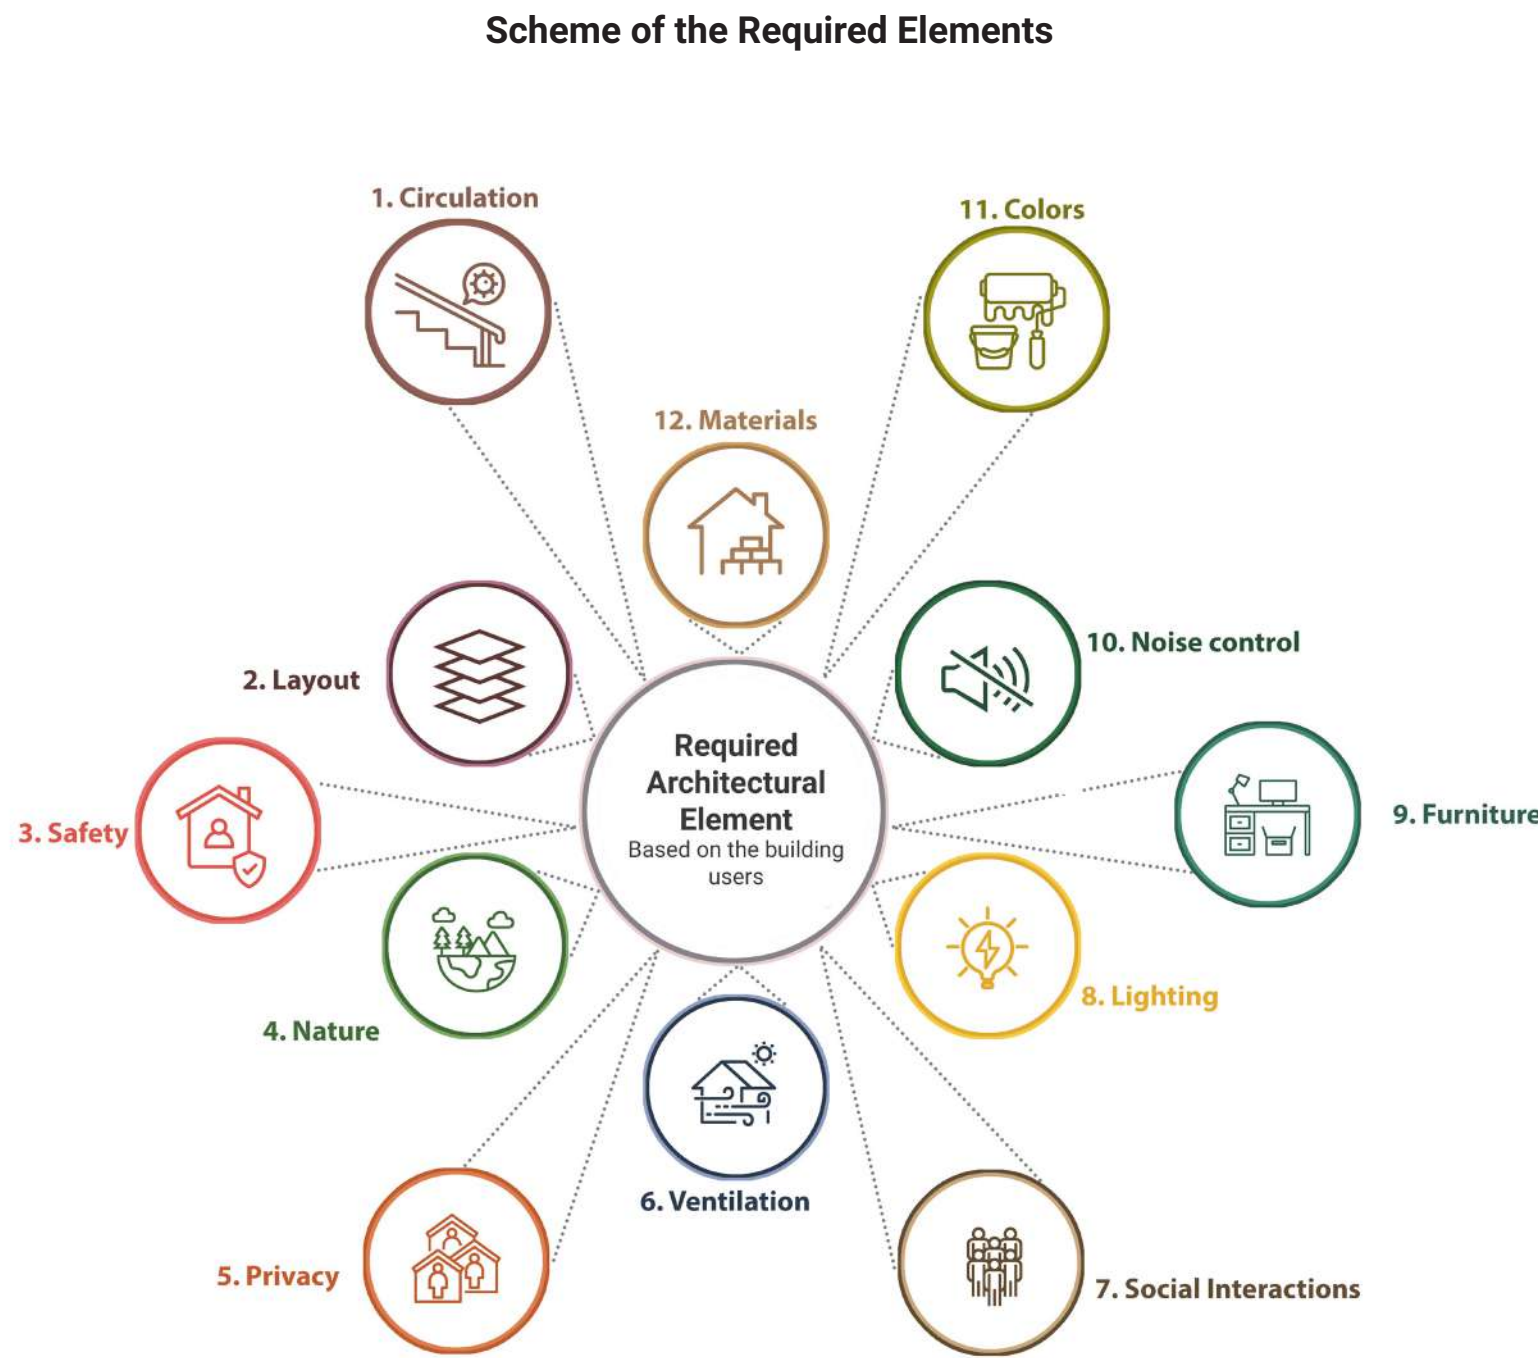 Scheme of the Required Elements
1. Circulation
11. Colors
12. Materials
10. Noise control
2. Layout
Required
Architectural
Element
Based on the building
users
3. Safety
9. Furniture
8. Lighting
4. Nature
6. Ventilation
5. Privacy
7. Social Interactions